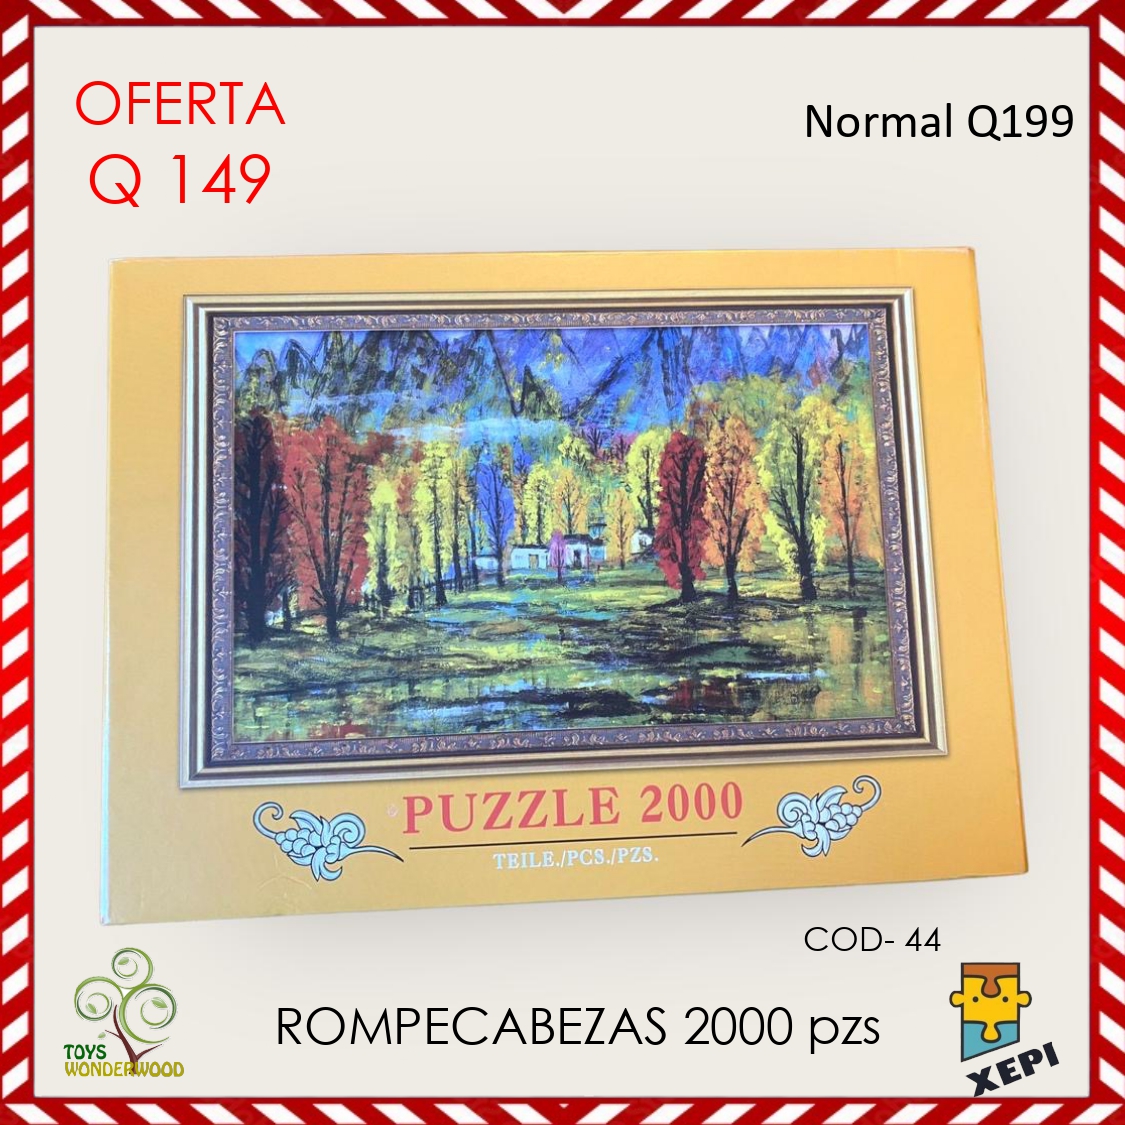 OFERTA
Q 149
Normal Q199
PUZZLE 2000
TEILE./PCS./PZS.
COD- 44
ROMPECABEZAS 2000 pzs
TOYS
WONDERWOOD
XEPI